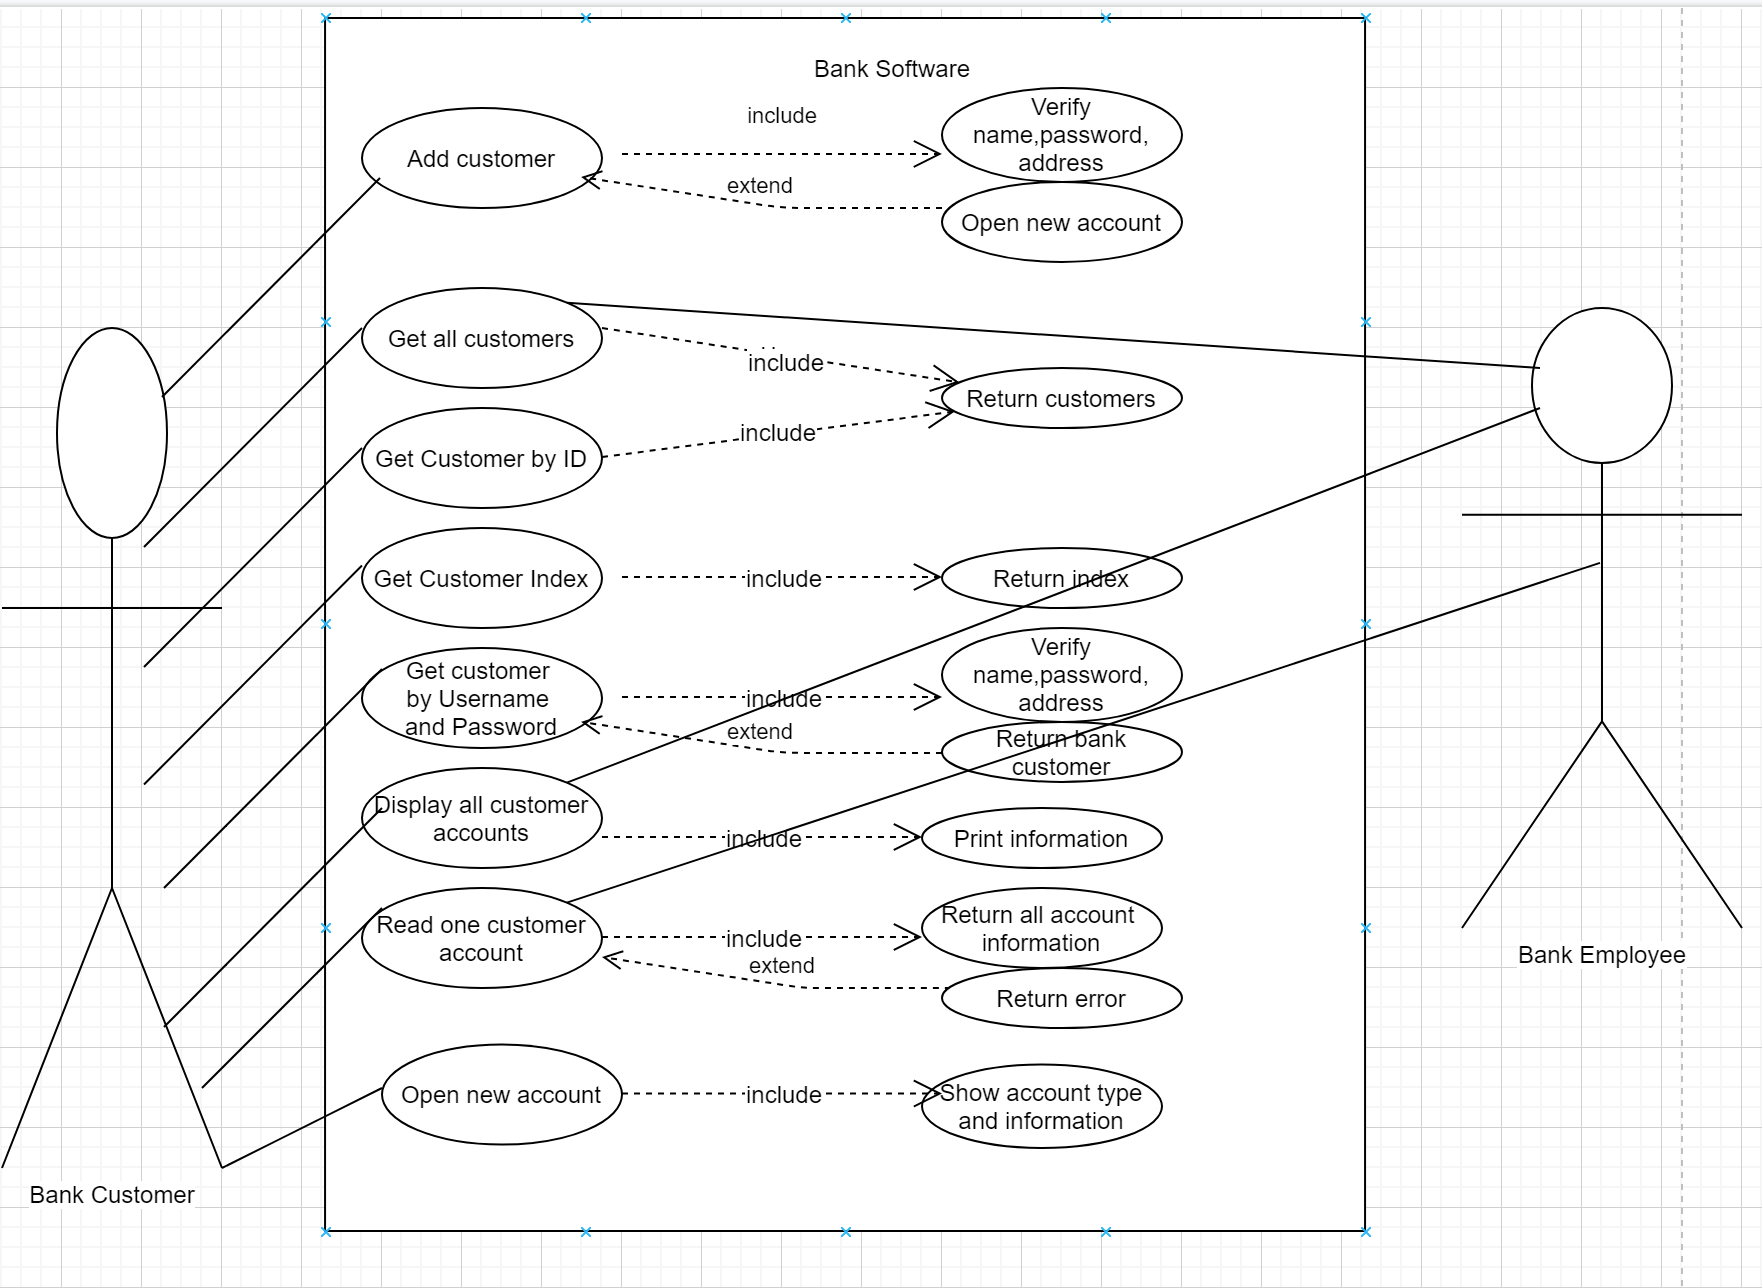 Bank Software
include
Verify
name,password,
address
Add customer
extend
Open new account
Get all customers
include
Return customers
include
Get Customer by ID
Get Customer Index
include
Return index
Verify
name,password,
address
Get customer
by Username
and Password
include
extend
Return bank
customer
Display all customer
accounts
include
Print information
Read one customer
account
include
Return all account
information
extend
Return error
Bank Employee
Open new account
include
Show account type
and information
Bank Customer